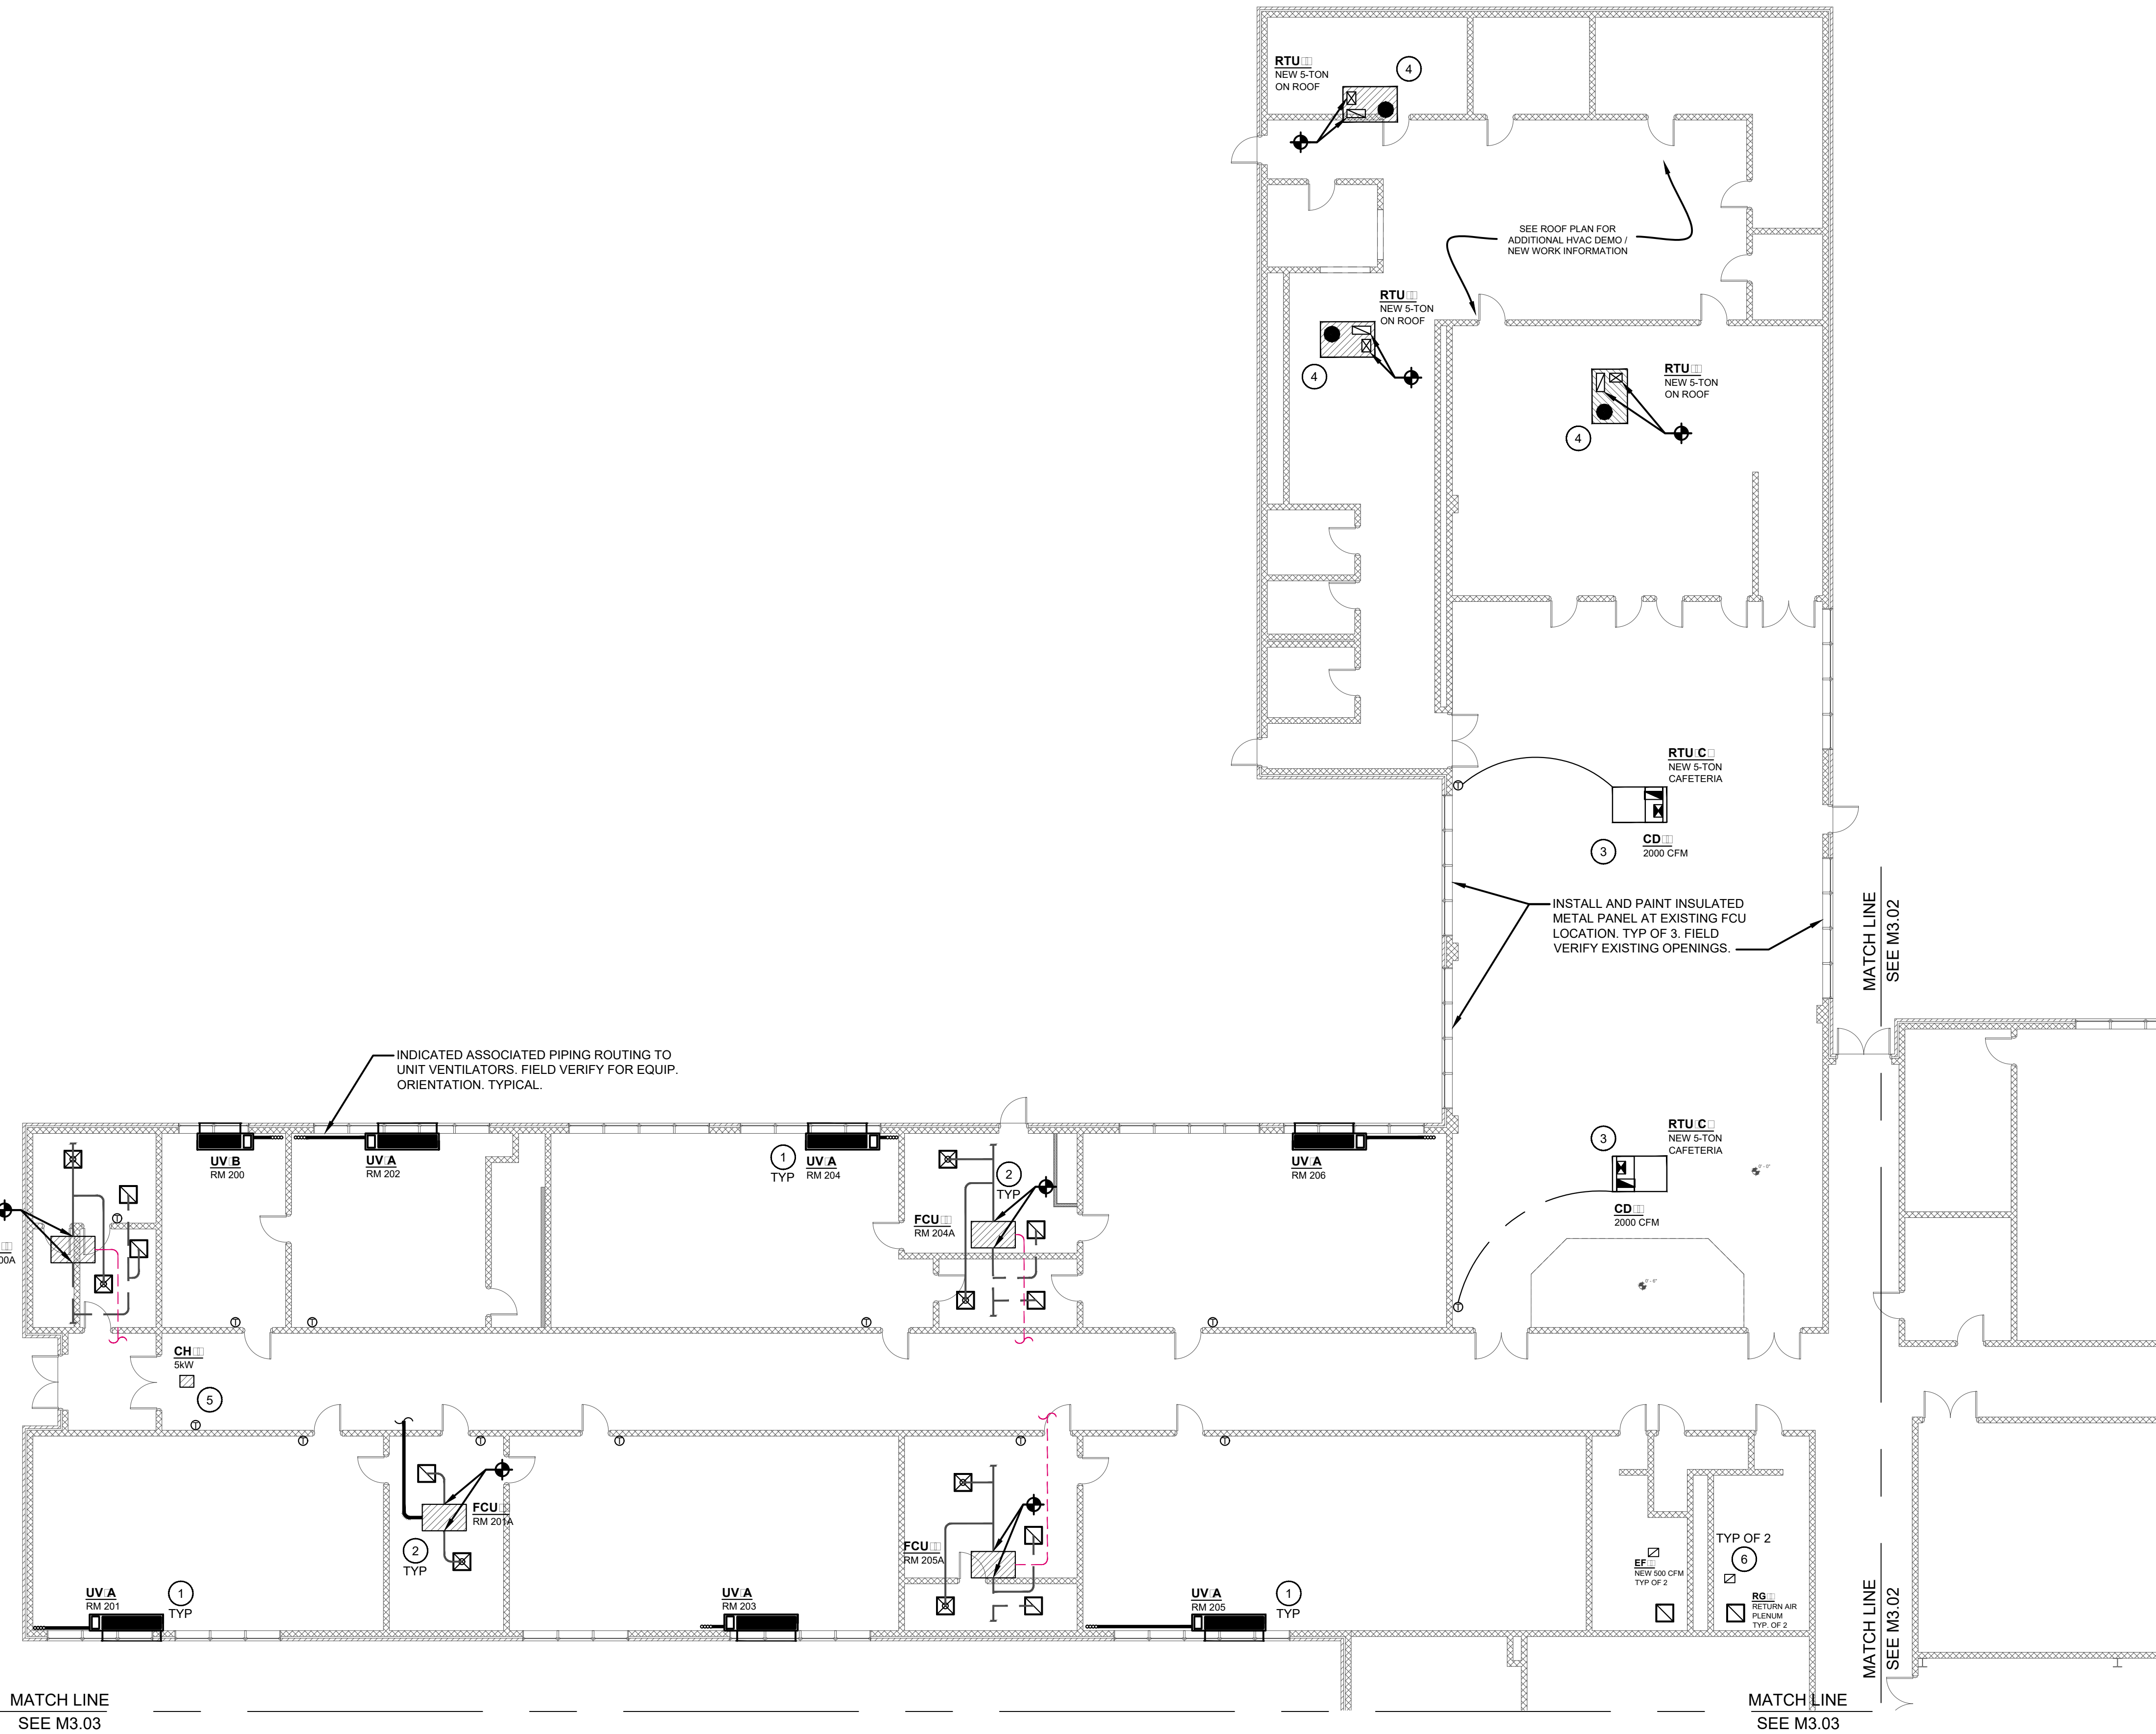 RTU
NEW 5-TON
ON ROOF
4
SEE ROOF PLAN FOR
ADDITIONAL HVAC DEMO /
NEW WORK INFORMATION
RTU
NEW 5-TON
ON ROOF
4
RTU
NEW 5-TON
ON ROOF
4
RTU C
NEW 5-TON
CAFETERIA
T
CD
2000 CFM
3
INSTALL AND PAINT INSULATED
METAL PANEL AT EXISTING FCU
LOCATION. TYP OF 3. FIELD
VERIFY EXISTING OPENINGS.
MATCH LINE
SEE M3.02
INDICATED ASSOCIATED PIPING ROUTING TO
UNIT VENTILATORS. FIELD VERIFY FOR EQUIP.
ORIENTATION. TYPICAL.
UV B
RM 200
UV A
RM 202
1
TYP
UV A
RM 204
2
TYP
UV A
RM 206
3
RTU C
NEW 5-TON
CAFETERIA
0' - 0"
CD
2000 CFM
T
FCU
RM 204A
00A
T
T
T
T
T
CH
5kW
5
T
T
T
T
T
T
FCU
RM 201A
2
TYP
FCU
RM 205A
UV A
RM 201
1
TYP
UV A
RM 203
UV A
RM 205
1
TYP
EF
NEW 500 CFM
TYP OF 2
TYP OF 2
6
RG
RETURN AIR
PLENUM
TYP. OF 2
MATCH LINE
SEE M3.02
MATCH LINE
SEE M3.03
MATCH LINE
SEE M3.03